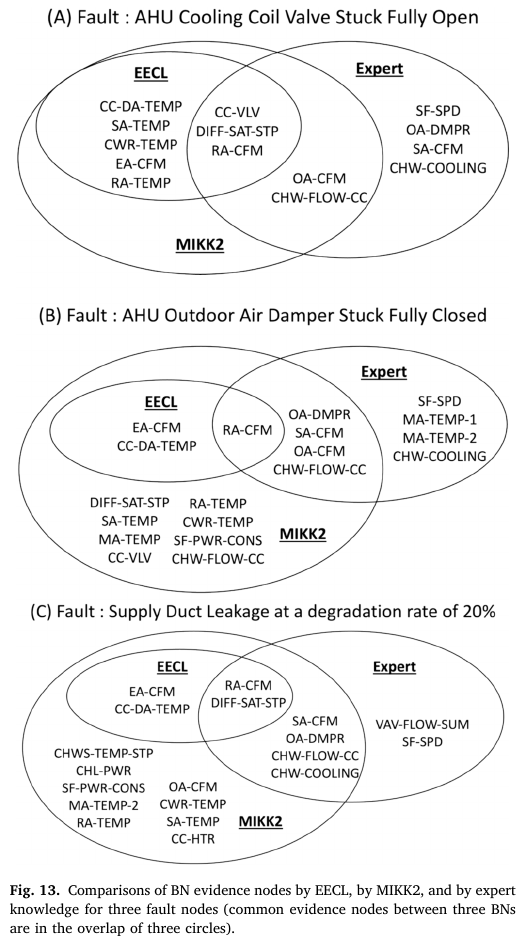 (A) Fault : AHU Cooling Coil Valve Stuck Fully Open
EECL
Expert
CC-DA-TEMP
SA-TEMP
CWR-TEMP
EA-CFM
RA-TEMP
CC-VLV
DIFF-SAT-STP
RA-CFM
SF-SPD
OA-DMPR
SA-CFM
CHW-COOLING
OA-CFM
CHW-FLOW-CC
MIKK2
(B) Fault : AHU Outdoor Air Damper Stuck Fully Closed
EECL
Expert
EA-CFM
CC-DA-TEMP
RA-CFM
OA-DMPR
SA-CFM
OA-CFM
CHW-FLOW-CC
SF-SPD
MA-TEMP-1
MA-TEMP-2
CHW-COOLING
DIFF-SAT-STP
SA-TEMP
MA-TEMP
CC-VLV
RA-TEMP
CWR-TEMP
SF-PWR-CONS
CHW-FLOW-CC
MIKK2
(C) Fault : Supply Duct Leakage at a degradation rate of 20%
EECL
Expert
EA-CFM
CC-DA-TEMP
RA-CFM
DIFF-SAT-STP
SA-CFM
OA-DMPR
CHW-FLOW-CC
CHW-COOLING
VAV-FLOW-SUM
SF-SPD
CHWS-TEMP-STP
CHL-PWR
SF-PWR-CONS
MA-TEMP-2
RA-TEMP
OA-CFM
CWR-TEMP
SA-TEMP
CC-HTR
MIKK2
Fig. 13. Comparisons of BN evidence nodes by EECL, by MIKK2, and by expert
knowledge for three fault nodes (common evidence nodes between three BNs
are in the overlap of three circles).